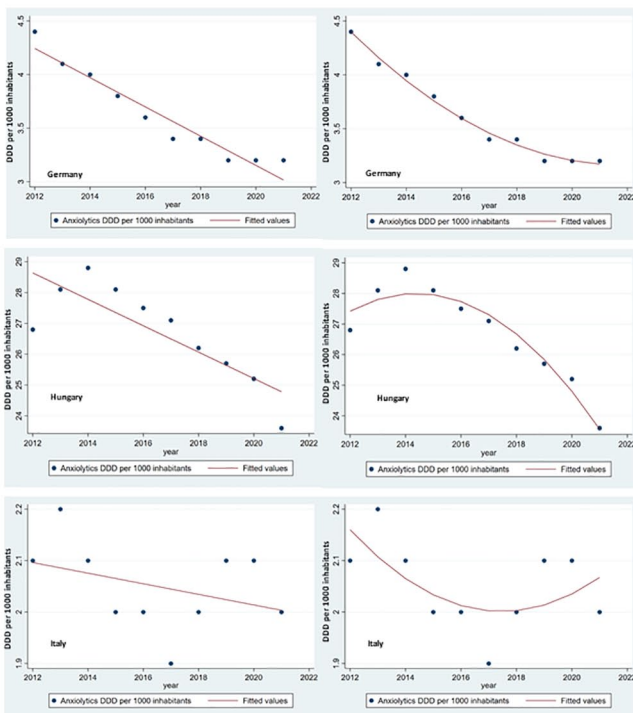 DDD per 1000 inhabitants
4.5
4
3.5
3
Germany
2012 2014 2016 2018 2020 2022
year
Anxiolytics DDD per 1000 inhabitants Fitted values
DDD per 1000 inhabitants
4.5
4
3.5
3
Germany
2012 2014 2016 2018 2020 2022
year
Anxiolytics DDD per 1000 inhabitants Fitted values
DDD per 1000 inhabitants
29
28
27
26
25
24
Hungary
2012 2014 2016 2018 2020 2022
year
Anxiolytics DDD per 1000 inhabitants Fitted values
DDD per 1000 inhabitants
29
28
27
26
25
24
Hungary
2012 2014 2016 2018 2020 2022
year
Anxiolytics DDD per 1000 inhabitants Fitted values
DDD per 1000 inhabitants
2.2
2.1
2
1.9
Italy
2012 2014 2016 2018 2020 2022
year
Anxiolytics DDD per 1000 inhabitants Fitted values
DDD per 1000 inhabitants
2.2
2.1
2
1.9
Italy
2012 2014 2016 2018 2020 2022
year
Anxiolytics DDD per 1000 inhabitants Fitted values